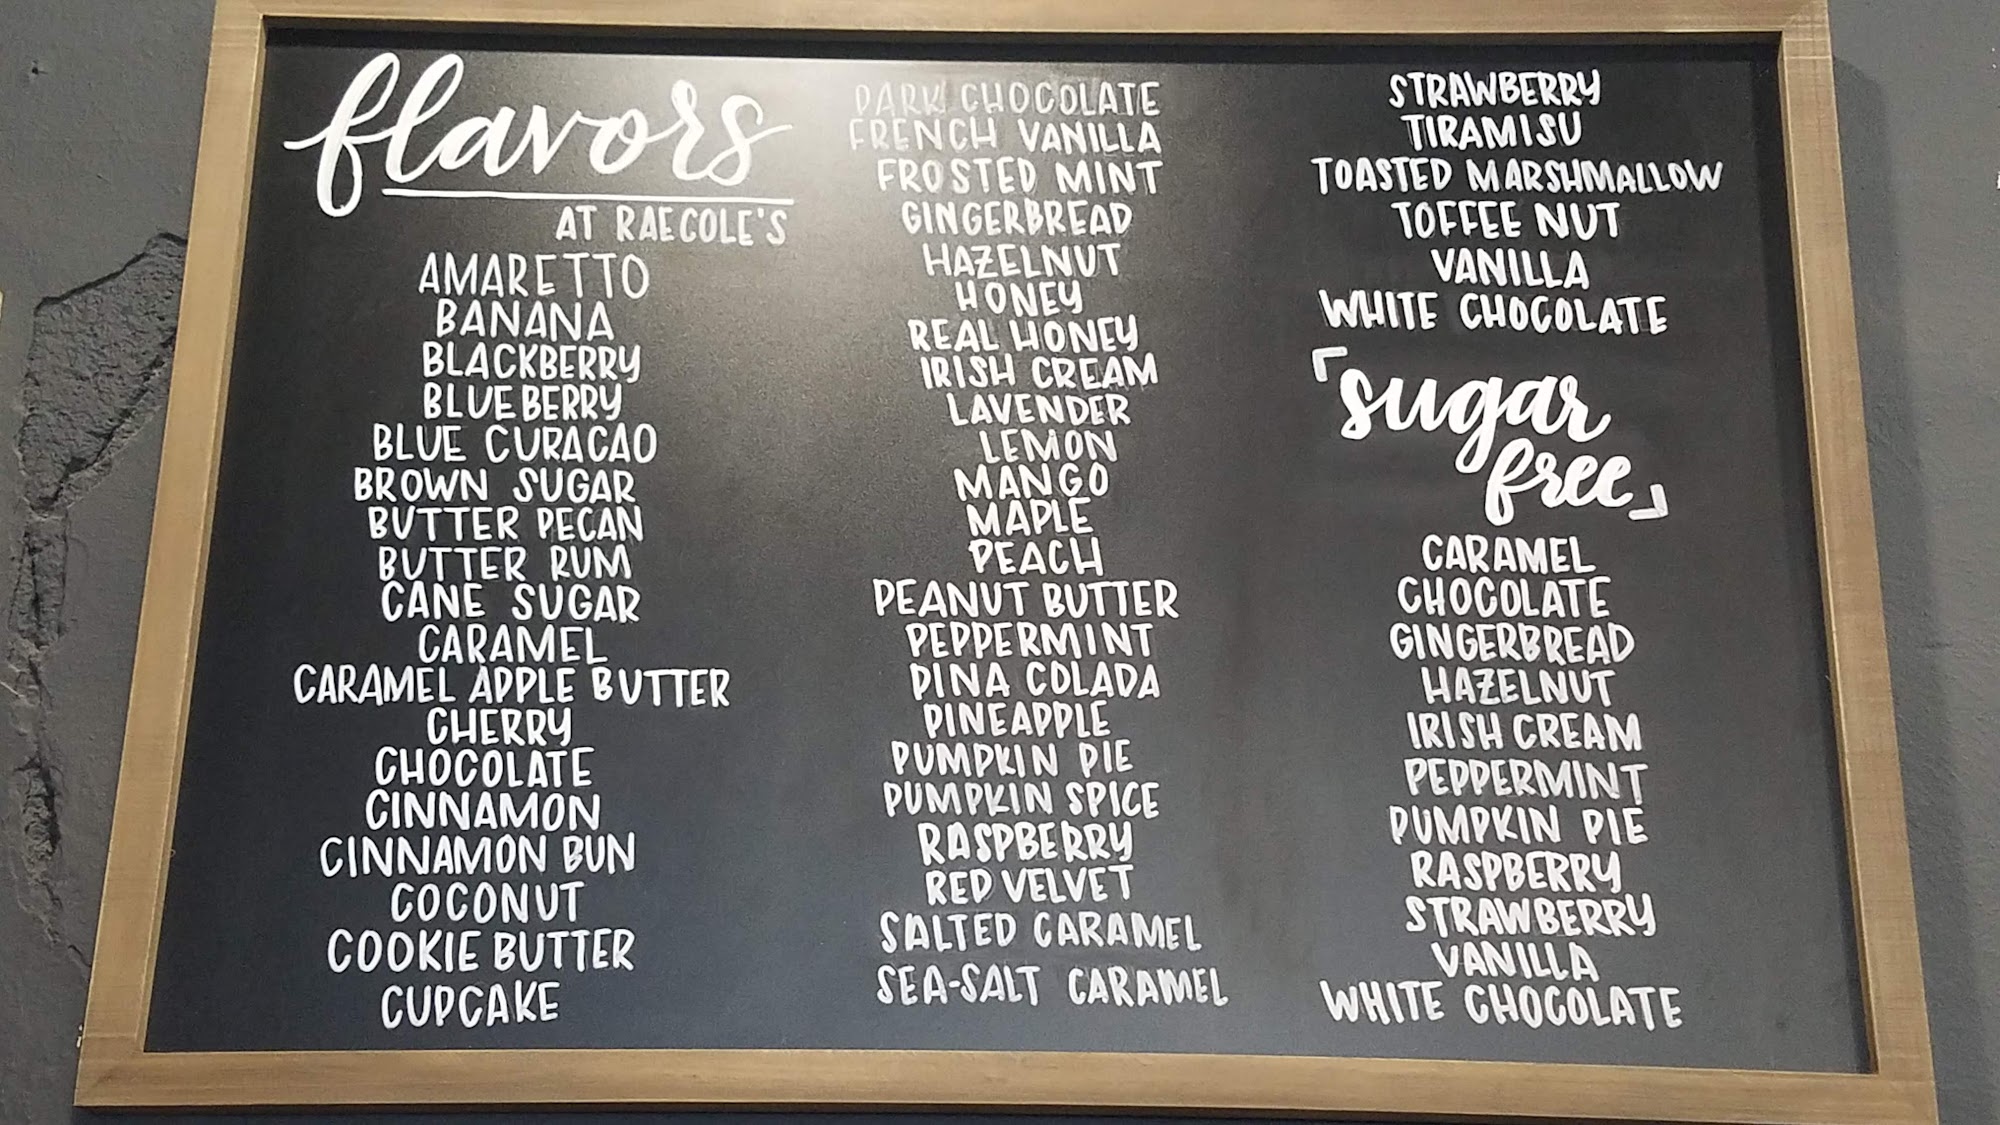 flavors
AT RAECOLE'S
AMARETTO
BANANA
BLACKBERRY
BLUEBERRY
BLUE CURACAO
BROWN SUGAR
BUTTER PECAN
BUTTER RUM
CANE SUGAR
CARAMEL
CARAMEL APPLE BUTTER
CHERRY
CHOCOLATE
CINNAMON
CINNAMON BUN
COCONUT
COOKIE BUTTER
CUPCAKE
DARK CHOCOLATE
FRENCH VANILLA
FROSTED MINT
GINGERBREAD
HAZELNUT
HONEY
REAL HONEY
IRISH CREAM
LAVENDER
LEMON
MANGO
MAPLE
PEACH
PEANUT BUTTER
PEPPERMINT
PINA COLADA
PINEAPPLE
PUMPKIN PIE
PUMPKIN SPICE
RASPBERRY
RED VELVET
SALTED CARAMEL
SEA-SALT CARAMEL
STRAWBERRY
TIRAMISU
TOASTED MARSHMALLOW
TOFFEE NUT
VANILLA
WHITE CHOCOLATE
sugar
free
CARAMEL
CHOCOLATE
GINGERBREAD
HAZELNUT
IRISH CREAM
PEPPERMINT
PUMPKIN PIE
RASPBERRY
STRAWBERRY
VANILLA
WHITE CHOCOLATE